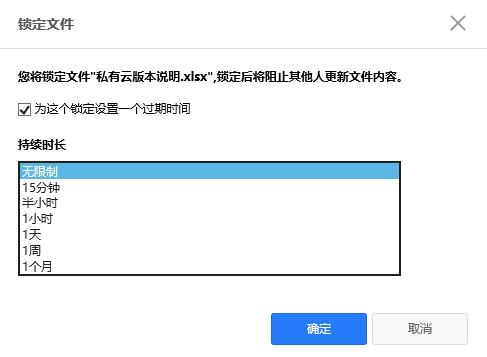 锁定文件
您将锁定文件"私有云版本说明.xlsx",锁定后将阻止其他人更新文件内容。
为这个锁定设置一个过期时间
持续时长
无限制
15分钟
半小时
1小时
1天
1周
1个月
确定
取消